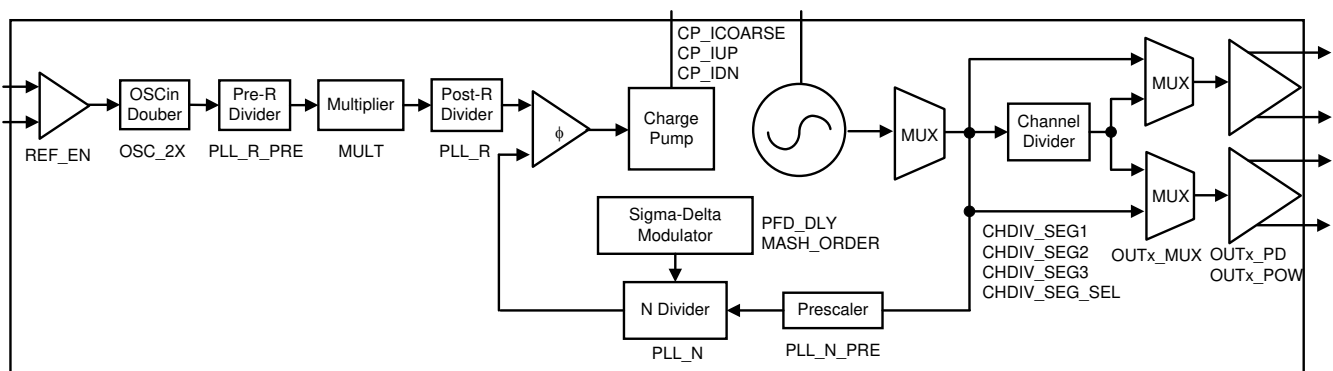 CP_ICOARSE
CP_IUP
CP_IDN
OSCin
Douber
Pre-R
Divider
Multiplier
Post-R
Divider
ϕ
Charge
Pump
MUX
Channel
Divider
MUX
MUX
REF_EN
OSC_2X
PLL_R_PRE
MULT
PLL_R
Sigma-Delta
Modulator
PFD_DLY
MASH_ORDER
CHDIV_SEG1
CHDIV_SEG2
CHDIV_SEG3
CHDIV_SEG_SEL
OUTx_MUX
OUTx_PD
OUTx_POW
N Divider
Prescaler
PLL_N
PLL_N_PRE